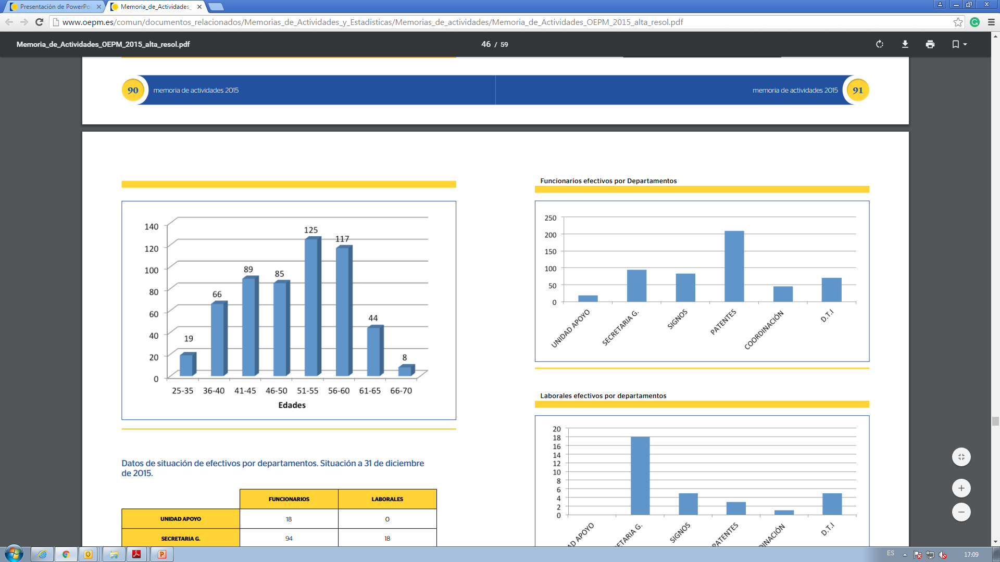 Presentación de PowerPoi
Memoria_de_Actividades_
www.oepm.es/comun/documentos_relacionados/Memorias_de_Actividades_y_Estadisticas/Memorias_de_actividades/Memoria_de_Actividades_OEPM_2015_alta_resol.pdf
Memoria_de_Actividades_OEPM_2015_alta_resol.pdf
46 / 59
90 memoria de actividades 2015
memoria de actividades 2015 91
140
120
100
80
60
40
20
0
19
66
89
85
125
117
44
8
25-35 36-40 41-45 46-50 51-55 56-60 61-65 66-70
Edades
Datos de situación de efectivos por departamentos. Situación a 31 de diciembre
de 2015.
FUNCIONARIOS LABORALES
UNIDAD APOYO 18 0
SECRETARIA G. 94 18
Funcionarios efectivos por Departamentos
250
200
150
100
50
0
UNIDAD APOYO
SECRETARIA G.
SIGNOS
PATENTES
COORDINACIÓN
D.T.I
Laborales efectivos por departamentos
20
18
16
14
12
10
8
6
4
2
0
AD APOYO
ETARIA G.
SIGNOS
PATENTES
DINACIÓN
D.T.I
ES
17:09